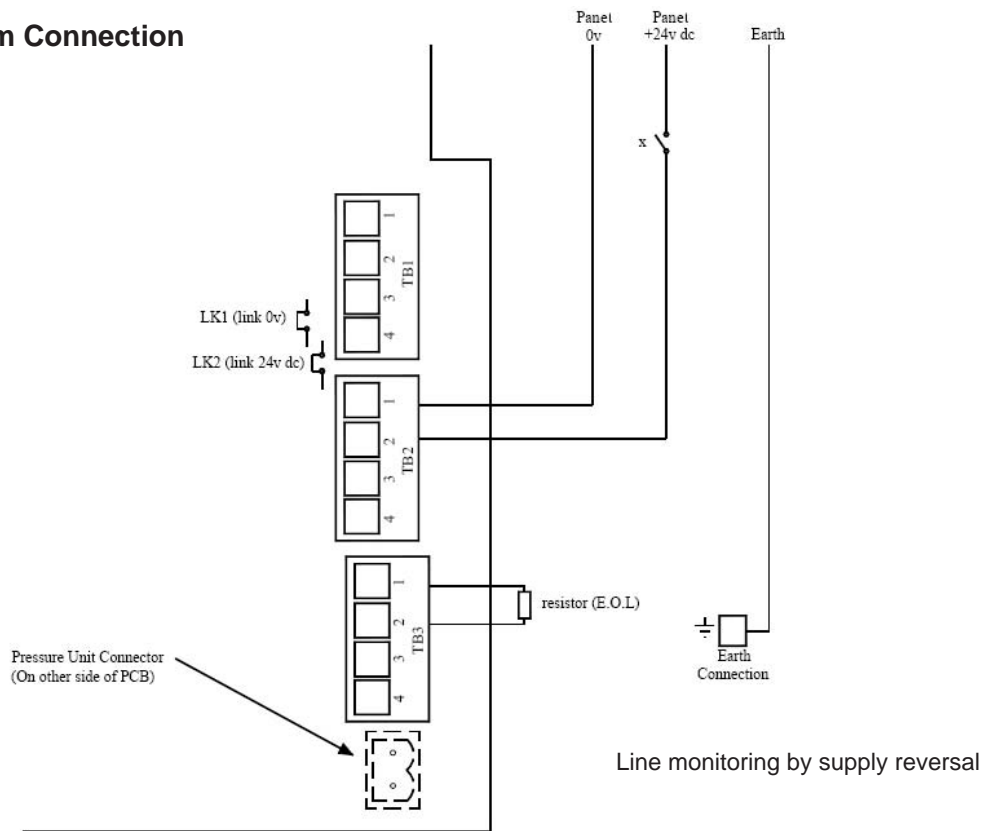 m Connection
Panel Panel
0v +24v dc Earth
x
1
2
3
4
TB1
LK1 (link 0v)
LK2 (link 24v dc)
1
2
3
4
TB2
1
2
3
4
TB3
resistor (E.O.L)
Pressure Unit Connector
(On other side of PCB)
Earth
Connection
Line monitoring by supply reversal